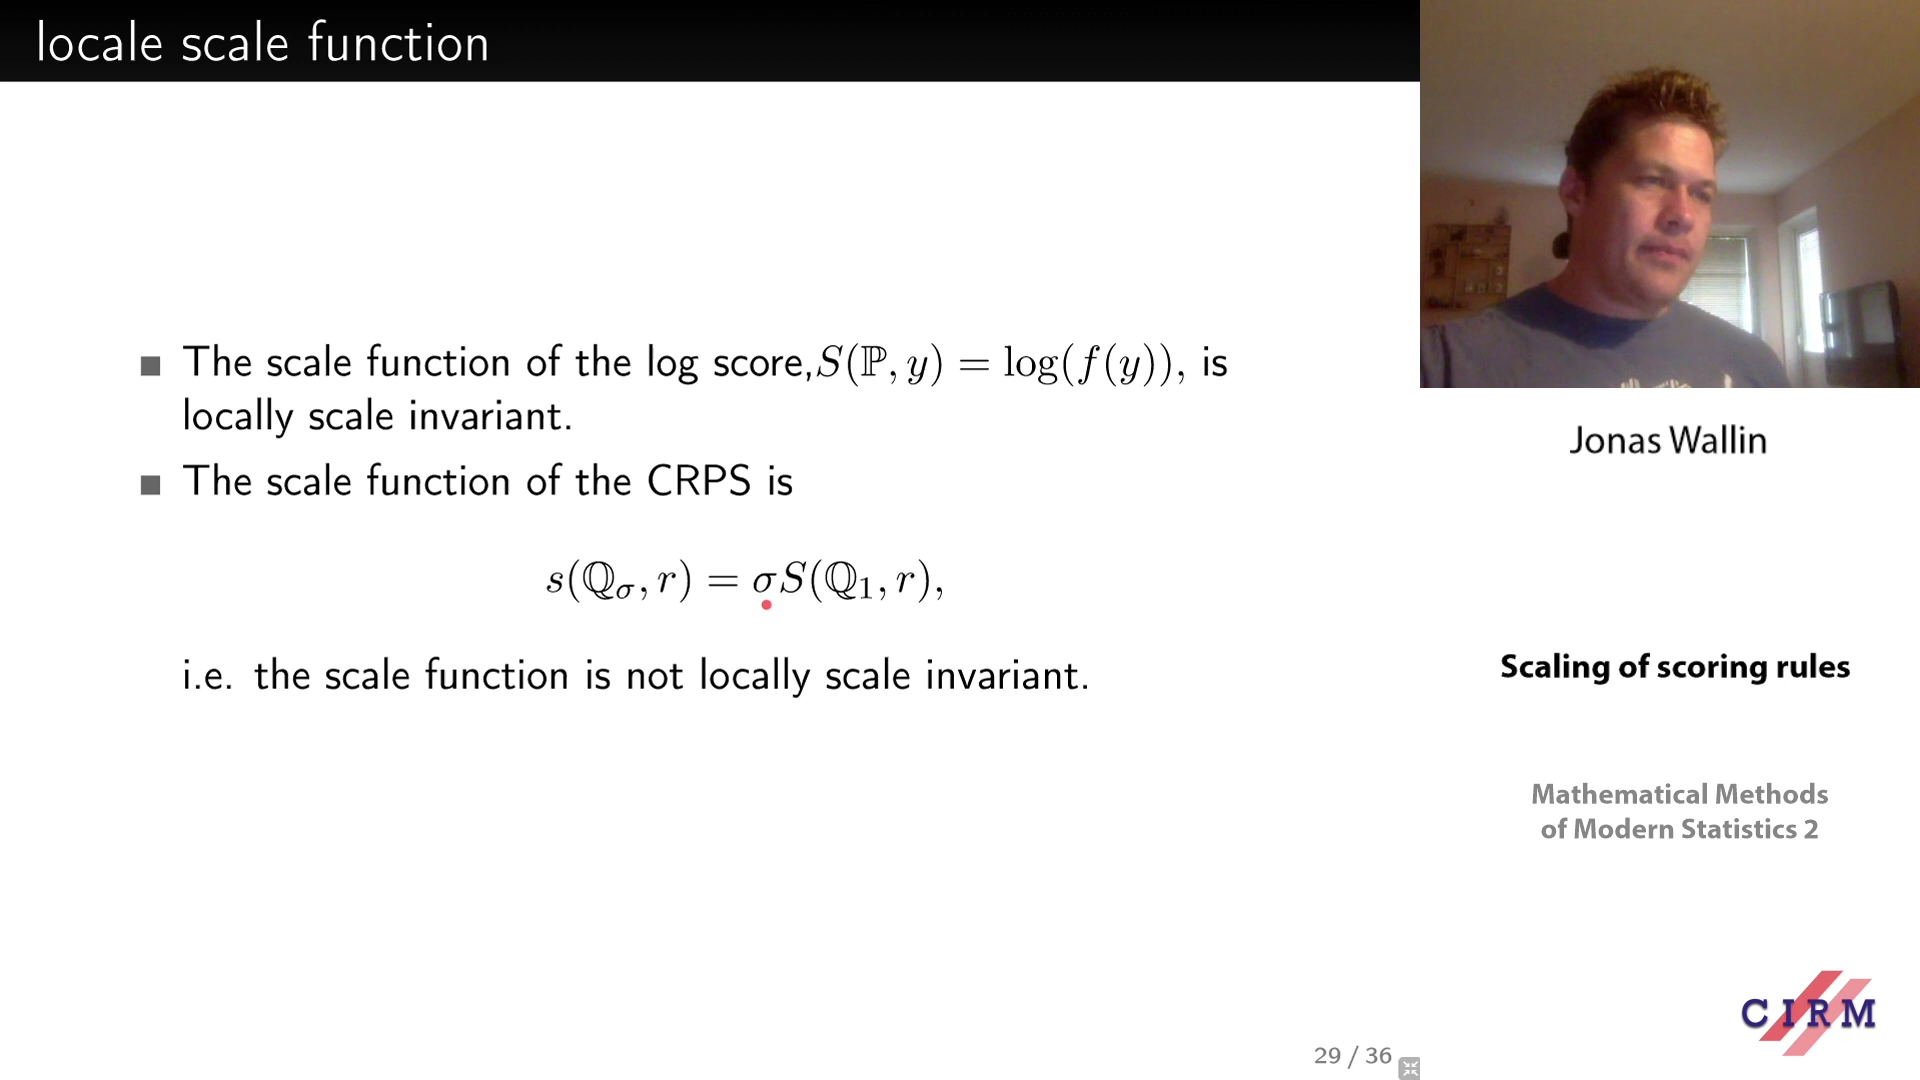 locale scale function
The scale function of the log score,S(ℙ, y) = log(f(y)), is
locally scale invariant.
The scale function of the CRPS is
s(ℚ_σ, r) = σS(ℚ₁, r),
i.e. the scale function is not locally scale invariant.
29 / 36
Jonas Wallin
Scaling of scoring rules
Mathematical Methods
of Modern Statistics 2
CIRM